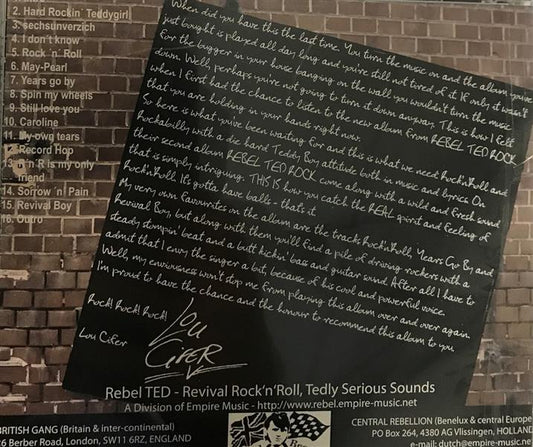 2. Hard Rockin´ Teddygirl
3. sechsunverzich
4. I don't know
5. Rock ´n´ Roll
6. May-Pearl
7. Years go by
8. Spin my wheels
9. Still love you
10. Caroline
11. My own tears
Record Hop
13. R´n´R is my only
friend
14. Sorrow ´n´ Pain
15. Revival Boy
16. Outro
When did you have this the last time. You turn the music on and the album you've
just bought is played all day long and you're still not tired of it. If only it wasn't
for the bugger in your house banging on the wall, you wouldn't turn the music
down. Well, perhaps you're not going to turn it down anyway. This is how I felt
when I first had the chance to listen to the new album from REBEL TED ROCK
that you are holding in your hands right now.
So here is what you've been waiting for and this is what we need Rock'n'Roll and
Rockabilly with a die hard Teddy Boy attitude both in music and lyrics. On
their second album REBEL TED ROCK come along with a wild and fresh sound
that is simply intriguing. THIS is how you catch the REAL spirit and feeling of
Rock'n'Roll. It's gotta have balls - that's it
My very own favourites on the album are the tracks Rock'n'Roll, Years Go By and
Revival Boy, but along with them you'll find a pile of driving rockers with a
steady stompin' beat and a butt kickin' bass and guitar sound. After all I have to
admit that I envy the singer a bit, because of his cool and powerful voice.
Well, my enviousness won't stop me from playing this album over and over again.
I'm proud to have the chance and the honour to recommend this album to you
Rock! Rock! Rock!
Lou Cifer
LOU
CIFER
Rebel TED - Revival Rock'n'Roll, Tedly Serious Sounds
A Division of Empire Music - http://www.rebel.empire-music.net
BRITISH GANG (Britain & inter-continental)
26 Berber Road, London, SW11 6RZ, ENGLAND
CENTRAL REBELLION (Benelux & central Europe
PO box 264, 4380 AG Vlissingen, HOLLAND
e-mail: dutch@empire-mus